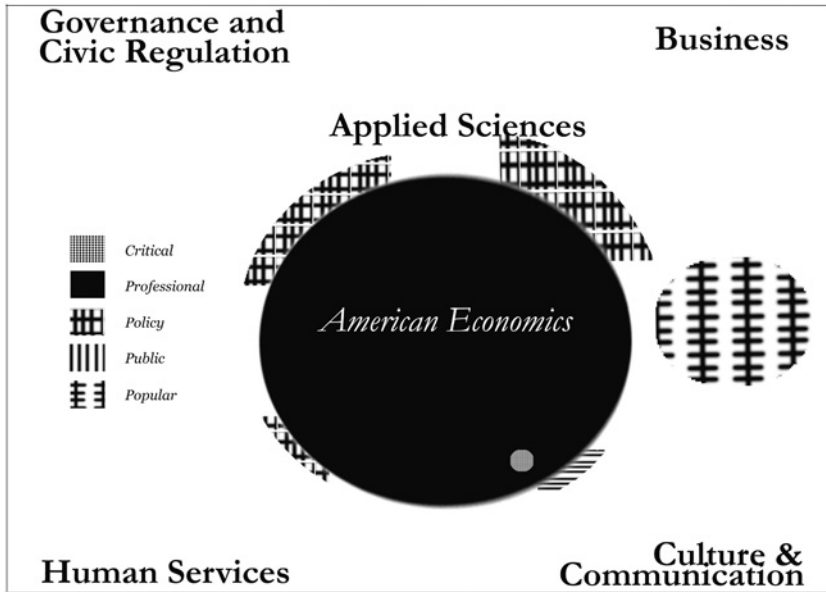 Governance and
Civic Regulation
Business
Applied Sciences
Critical
Professional
Policy
Public
Popular
American Economics
Human Services
Culture &
Communication